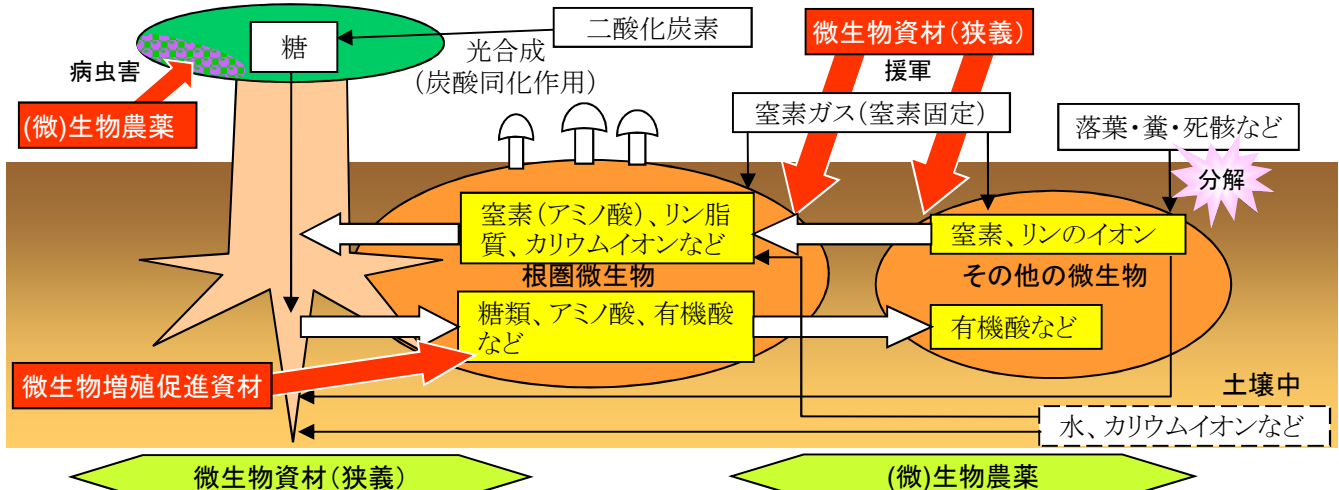 糖
二酸化炭素
光合成
（炭酸同化作用）
病虫害
(微)生物農薬
微生物資材（狭義）
援軍
窒素ガス（窒素固定）
落葉・糞・死骸など
分解
窒素（アミノ酸）、リン脂
質、カリウムイオンなど
根圏微生物
窒素、リンのイオン
その他の微生物
糖類、アミノ酸、有機酸
など
有機酸など
微生物増殖促進資材
土壌中
水、カリウムイオンなど
微生物資材（狭義）
(微)生物農薬